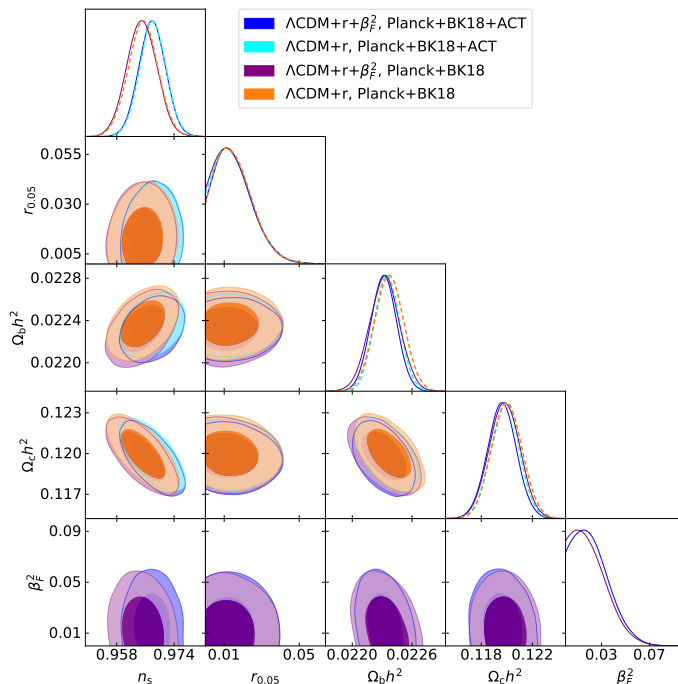 ΛCDM+r+β_F^2, Planck+BK18+ACT
ΛCDM+r, Planck+BK18+ACT
ΛCDM+r+β_F^2, Planck+BK18
ΛCDM+r, Planck+BK18
0.055
0.030
0.005
r_0.05
0.0228
0.0224
0.0220
Ω_b h^2
0.123
0.120
0.117
Ω_c h^2
0.09
0.05
0.01
β_F^2
0.958 0.974
n_s
0.01 0.05
r_0.05
0.0220 0.0226
Ω_b h^2
0.118 0.122
Ω_c h^2
0.03 0.07
β_F^2